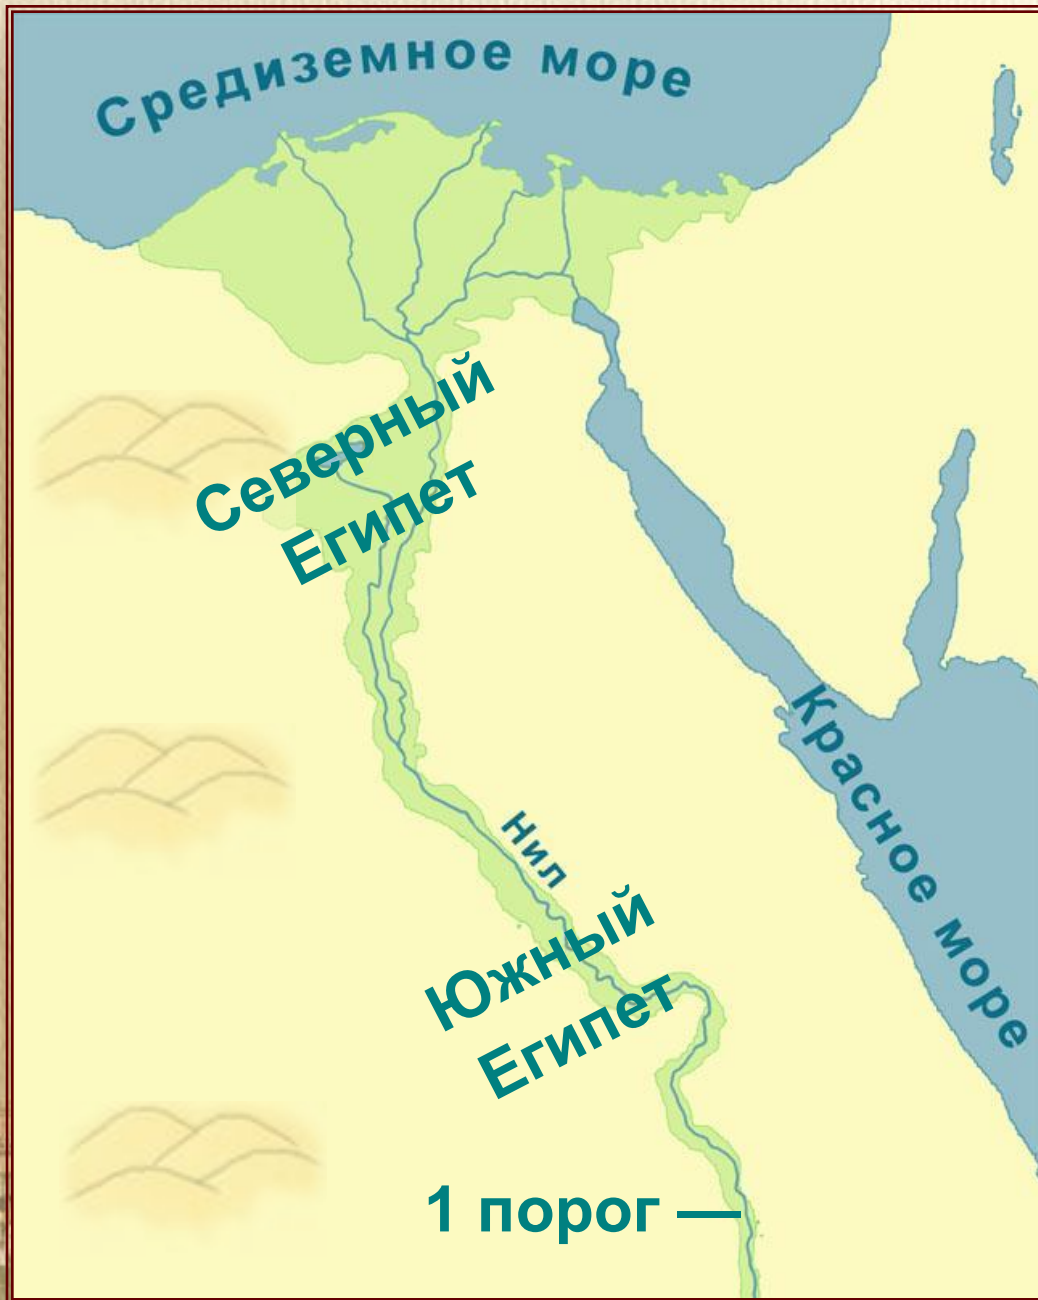 Средиземное море
Северный
Египет
Нил
Красное море
Южный
Египет
1 порог